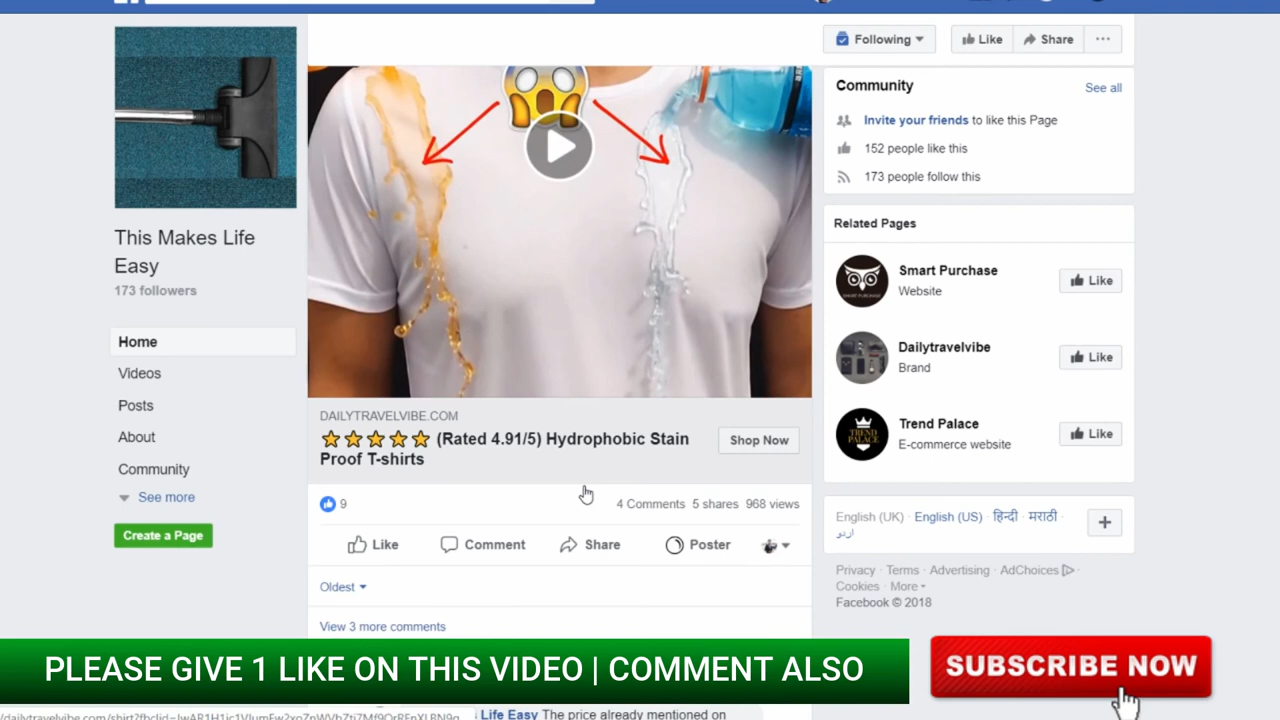 Following
Like
Share
This Makes Life
Easy
173 followers
Home
Videos
Posts
About
Community
See more
Create a Page
DAILYTRAVELVIBE.COM
(Rated 4.91/5) Hydrophobic Stain
Proof T-shirts
Shop Now
9
4 Comments 5 shares 968 views
Like
Comment
Share
Poster
Oldest
View 3 more comments
Community
See all
Invite your friends to like this Page
152 people like this
173 people follow this
Related Pages
Smart Purchase
Website
Like
Dailytravelvibe
Brand
Like
TREND
PALACE
Trend Palace
E-commerce website
Like
English (UK) · English (US) · हिन्दी · मराठी ·
اردو
Privacy · Terms · Advertising · AdChoices ·
Cookies · More
Facebook © 2018
PLEASE GIVE 1 LIKE ON THIS VIDEO | COMMENT ALSO
SUBSCRIBE NOW
Life Easy The price already mentioned on